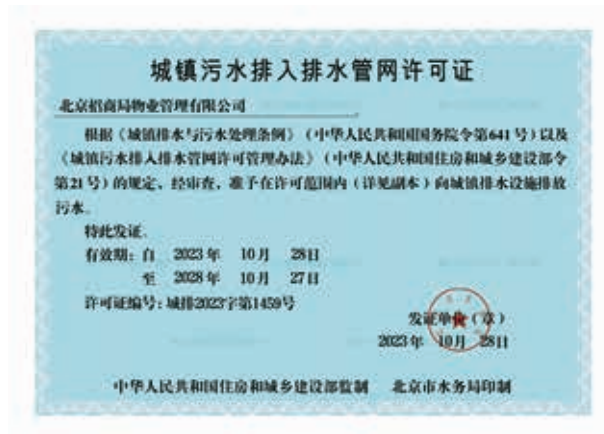 城镇污水排入排水管网许可证
北京招商局物业管理有限公司
根据《城镇排水与污水处理条例》（中华人民共和国国务院令第641号）以及
《城镇污水排入排水管网许可管理办法》（中华人民共和国住房和城乡建设部令
第21号）的规定、经审查，准予在许可范围内（详见副本）向城镇排水设施排放
污水。
特此发证.
有效期：自 2023年 10月 28日
至 2028年 10月 27日
许可证编号：城排2023字第1459号
发证单位（章）
2023年 10月 28日
中华人民共和国住房和城乡建设部监制 北京市水务局印制